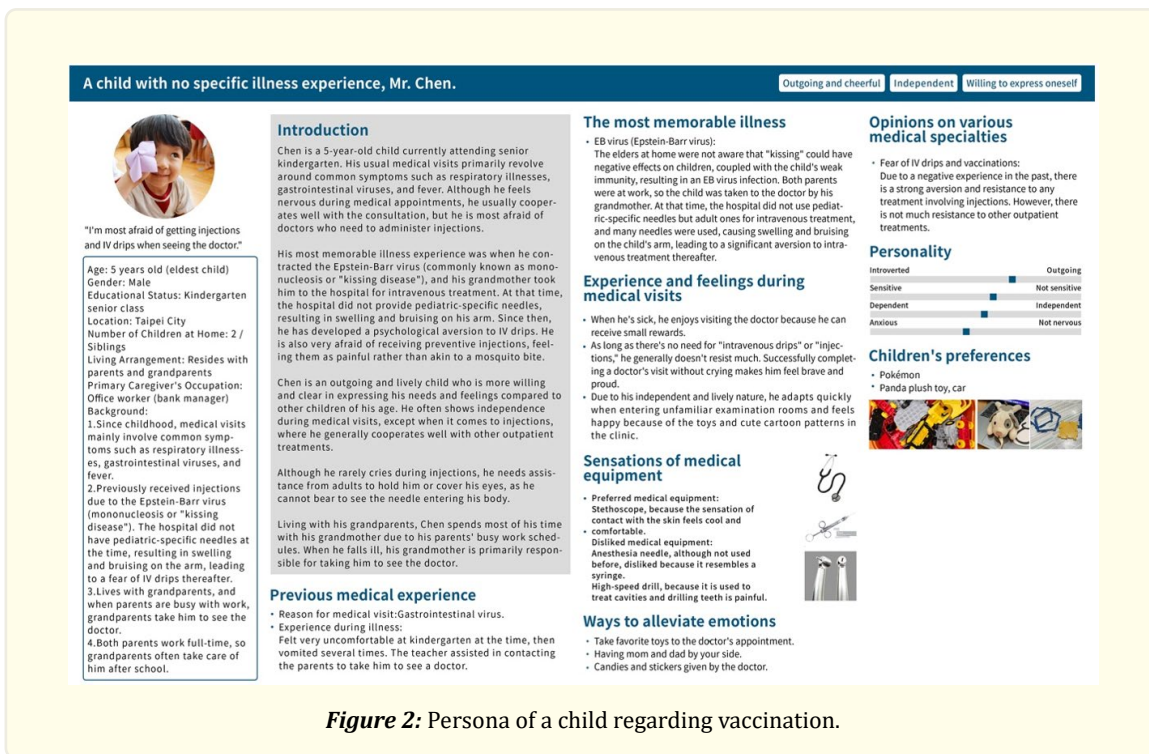 A child with no specific illness experience, Mr. Chen.
Outgoing and cheerful
Independent
Willing to express oneself
"I'm most afraid of getting injections
and IV drips when seeing the doctor."
Age: 5 years old (eldest child)
Gender: Male
Educational Status: Kindergarten
senior class
Location: Taipei City
Number of Children at Home: 2 /
Siblings
Living Arrangement: Resides with
parents and grandparents
Primary Caregiver's Occupation:
Office worker (bank manager)
Background:
1.Since childhood, medical visits
mainly involve common symp-
toms such as respiratory illness-
es, gastrointestinal viruses, and
fever.
2.Previously received injections
due to the Epstein-Barr virus
(mononucleosis or "kissing
disease"). The hospital did not
have pediatric-specific needles at
the time, resulting in swelling
and bruising on the arm, leading
to a fear of IV drips thereafter.
3.Lives with grandparents, and
when parents are busy with work,
grandparents take him to see the
doctor.
4.Both parents work full-time, so
grandparents often take care of
him after school.
Introduction
Chen is a 5-year-old child currently attending senior
kindergarten. His usual medical visits primarily revolve
around common symptoms such as respiratory illnesses,
gastrointestinal viruses, and fever. Although he feels
nervous during medical appointments, he usually cooper-
ates well with the consultation, but he is most afraid of
doctors who need to administer injections.
His most memorable illness experience was when he con-
tracted the Epstein-Barr virus (commonly known as mono-
nucleosis or "kissing disease"), and his grandmother took
him to the hospital for intravenous treatment. At that time,
the hospital did not provide pediatric-specific needles,
resulting in swelling and bruising on his arm. Since then,
he has developed a psychological aversion to IV drips. He
is also very afraid of receiving preventive injections, feel-
ing them as painful rather than akin to a mosquito bite.
Chen is an outgoing and lively child who is more willing
and clear in expressing his needs and feelings compared to
other children of his age. He often shows independence
during medical visits, except when it comes to injections,
where he generally cooperates well with other outpatient
treatments.
Although he rarely cries during injections, he needs assis-
tance from adults to hold him or cover his eyes, as he
cannot bear to see the needle entering his body.
Living with his grandparents, Chen spends most of his time
with his grandmother due to his parents' busy work sched-
ules. When he falls ill, his grandmother is primarily respon-
sible for taking him to see the doctor.
Previous medical experience
• Reason for medical visit:Gastrointestinal virus.
• Experience during illness:
Felt very uncomfortable at kindergarten at the time, then
vomited several times. The teacher assisted in contacting
the parents to take him to see a doctor.
The most memorable illness
• EB virus (Epstein-Barr virus):
The elders at home were not aware that "kissing" could have
negative effects on children, coupled with the child's weak
immunity, resulting in an EB virus infection. Both parents
were at work, so the child was taken to the doctor by his
grandmother. At that time, the hospital did not use pediat-
ric-specific needles but adult ones for intravenous treatment,
and many needles were used, causing swelling and bruising
on the child's arm, leading to a significant aversion to intra-
venous treatment thereafter.
Experience and feelings during
medical visits
• When he's sick, he enjoys visiting the doctor because he can
receive small rewards.
• As long as there's no need for "intravenous drips" or "injec-
tions," he generally doesn't resist much. Successfully complet-
ing a doctor's visit without crying makes him feel brave and
proud.
• Due to his independent and lively nature, he adapts quickly
when entering unfamiliar examination rooms and feels
happy because of the toys and cute cartoon patterns in
the clinic.
Sensations of medical
equipment
• Preferred medical equipment:
Stethoscope, because the sensation of
contact with the skin feels cool and
• comfortable.
Disliked medical equipment:
Anesthesia needle, although not used
before, disliked because it resembles a
syringe.
High-speed drill, because it is used to
treat cavities and drilling teeth is painful.
Ways to alleviate emotions
• Take favorite toys to the doctor's appointment.
• Having mom and dad by your side.
• Candies and stickers given by the doctor.
Opinions on various
medical specialties
• Fear of IV drips and vaccinations:
Due to a negative experience in the past, there
is a strong aversion and resistance to any
treatment involving injections. However, there
is not much resistance to other outpatient
treatments.
Personality
Introverted Outgoing
Sensitive Not sensitive
Dependent Independent
Anxious Not nervous
Children's preferences
• Pokémon
• Panda plush toy, car
Figure 2: Persona of a child regarding vaccination.